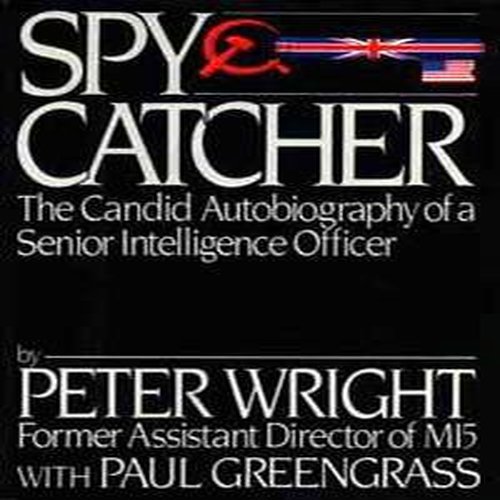 SPY
CATCHER
The Candid Autobiography of a
Senior Intelligence Officer
by
PETER WRIGHT
Former Assistant Director of MI5
WITH PAUL GREENGRASS